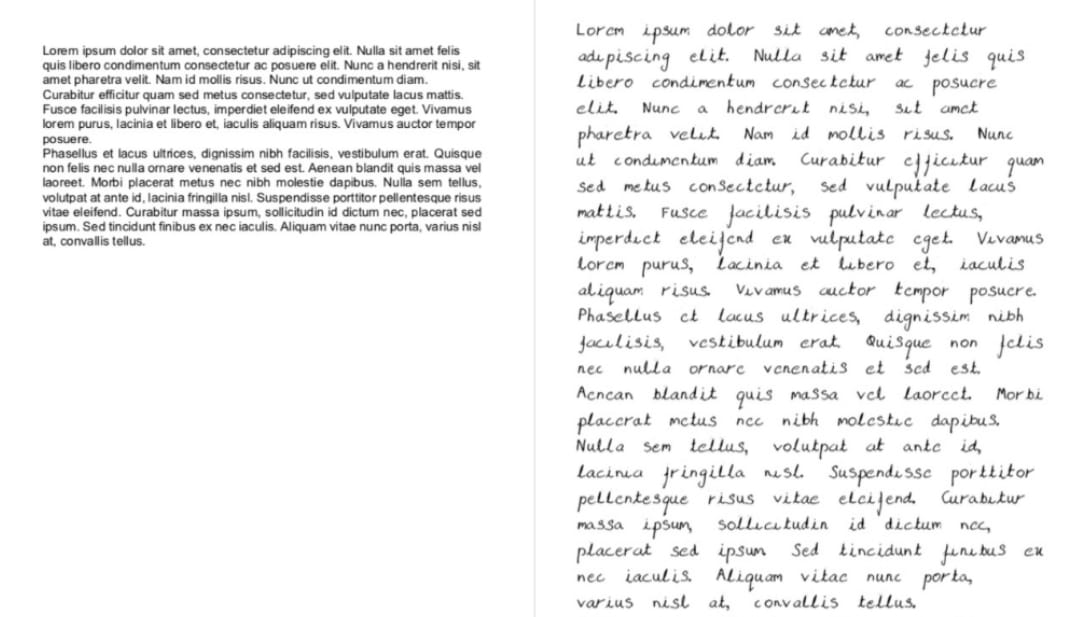 Lorem ipsum dolor sit amet, consectetur adipiscing elit. Nulla sit amet felis
quis libero condimentum consectetur ac posuere elit. Nunc a hendrerit nisi, sit
amet pharetra velit. Nam id mollis risus. Nunc ut condimentum diam.
Curabitur efficitur quam sed metus consectetur, sed vulputate lacus mattis.
Fusce facilisis pulvinar lectus, imperdiet eleifend ex vulputate eget. Vivamus
lorem purus, lacinia et libero et, iaculis aliquam risus. Vivamus auctor tempor
posuere.
Phasellus et lacus ultrices, dignissim nibh facilisis, vestibulum erat. Quisque
non felis nec nulla ornare venenatis et sed est. Aenean blandit quis massa vel
laoreet. Morbi placerat metus nec nibh molestie dapibus. Nulla sem tellus,
volutpat at ante id, lacinia fringilla nisl. Suspendisse porttitor pellentesque risus
vitae eleifend. Curabitur massa ipsum, sollicitudin id dictum nec, placerat sed
ipsum. Sed tincidunt finibus ex nec iaculis. Aliquam vitae nunc porta, varius nisl
at, convallis tellus.
Lorem ipsum dolor sit amet, consectetur
adipiscing elit. Nulla sit amet felis quis
libero condimentum consectetur ac posuere
elit. Nunc a hendrerit nisi, sit amet
pharetra velit. Nam id mollis risus. Nunc
ut condimentum diam. Curabitur efficitur quam
sed metus consectetur, sed vulputate lacus
mattis. Fusce facilisis pulvinar lectus,
imperdiet eleifend ex vulputate eget. Vivamus
lorem purus, lacinia et libero et, iaculis
aliquam risus. Vivamus auctor tempor posuere.
Phasellus et lacus ultrices, dignissim nibh
facilisis, vestibulum erat. Quisque non felis
nec nulla ornare venenatis et sed est.
Aenean blandit quis massa vel laoreet. Morbi
placerat metus nec nibh molestie dapibus.
Nulla sem tellus, volutpat at ante id,
lacinia fringilla nisl. Suspendisse porttitor
pellentesque risus vitae eleifend. Curabitur
massa ipsum, sollicitudin id dictum nec,
placerat sed ipsum. Sed tincidunt finibus ex
nec iaculis. Aliquam vitae nunc porta,
varius nisl at, convallis tellus.